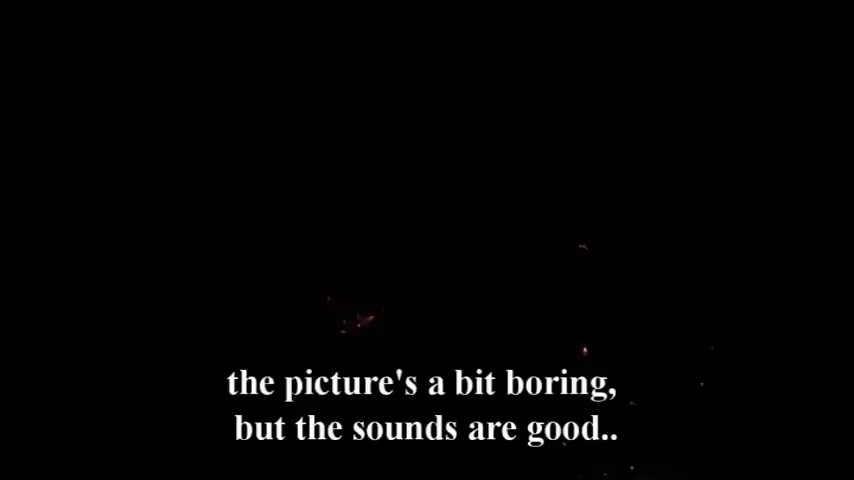 the picture's a bit boring,
but the sounds are good..